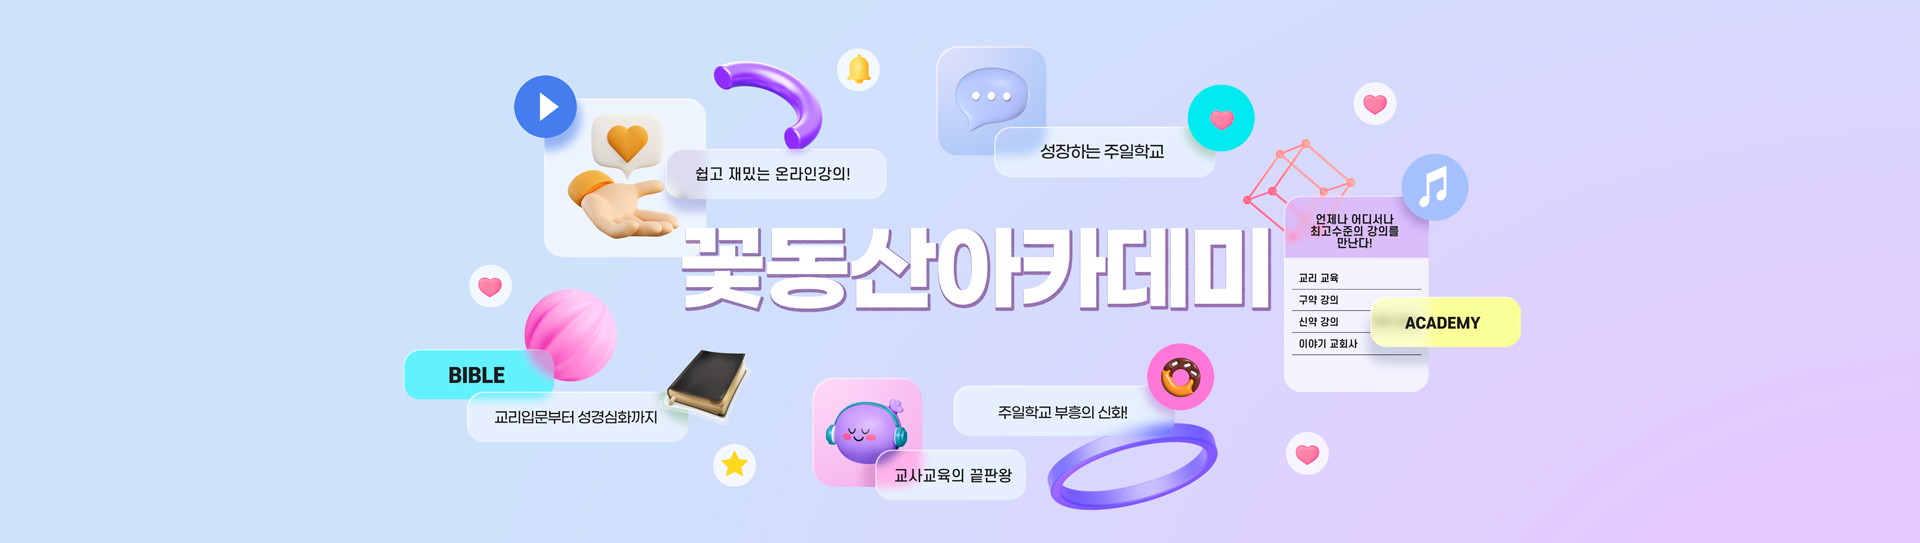 성장하는 주일학교
쉽고 재밌는 온라인강의!
꽃동산아카데미
언제나 어디서나
최고수준의 강의를
만난다!
교리 교육
구약 강의
신약 강의
이야기 교회사
ACADEMY
BIBLE
교리입문부터 성경심화까지
주일학교 부흥의 신화!
교사교육의 끝판왕